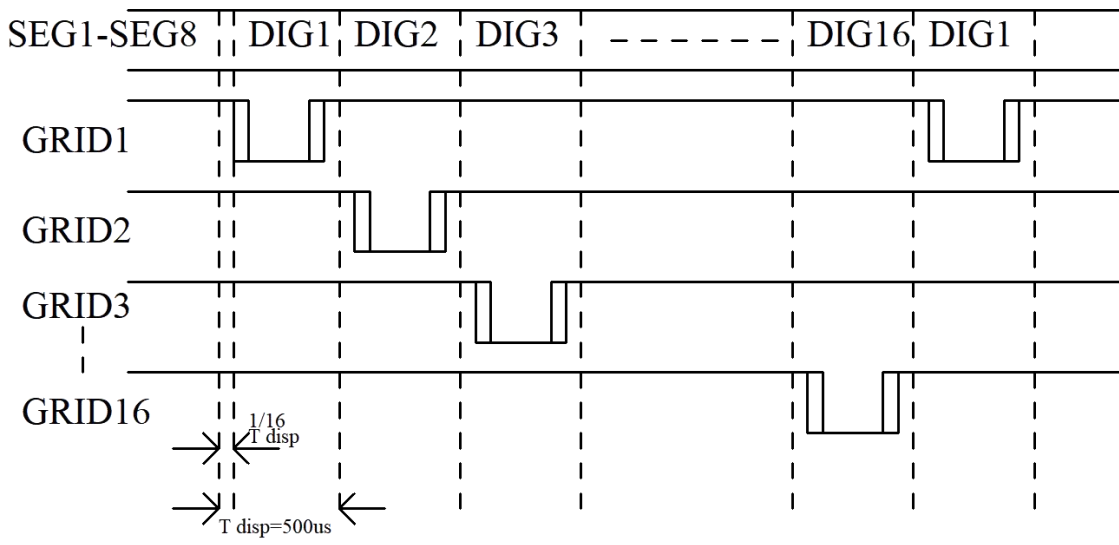 SEG1-SEG8 DIG1 DIG2 DIG3 DIG16 DIG1
GRID1
GRID2
GRID3
GRID16
1/16
T disp
T disp=500us